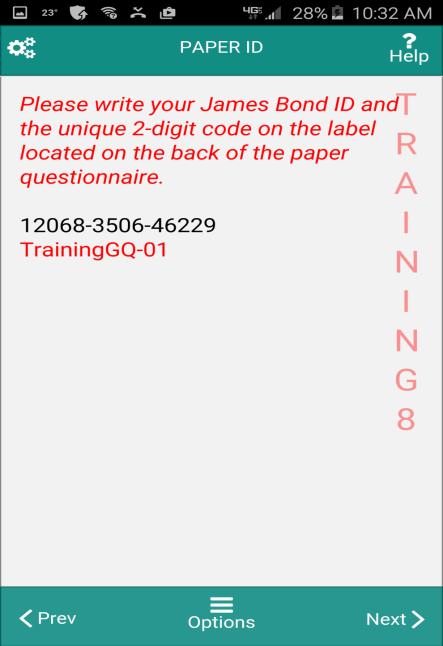 23°
4G
28%
10:32 AM
PAPER ID
?
Help
Please write your James Bond ID and
the unique 2-digit code on the label
located on the back of the paper
questionnaire.
12068-3506-46229
TrainingGQ-01
T
R
A
I
N
I
N
G
8
Prev
Options
Next